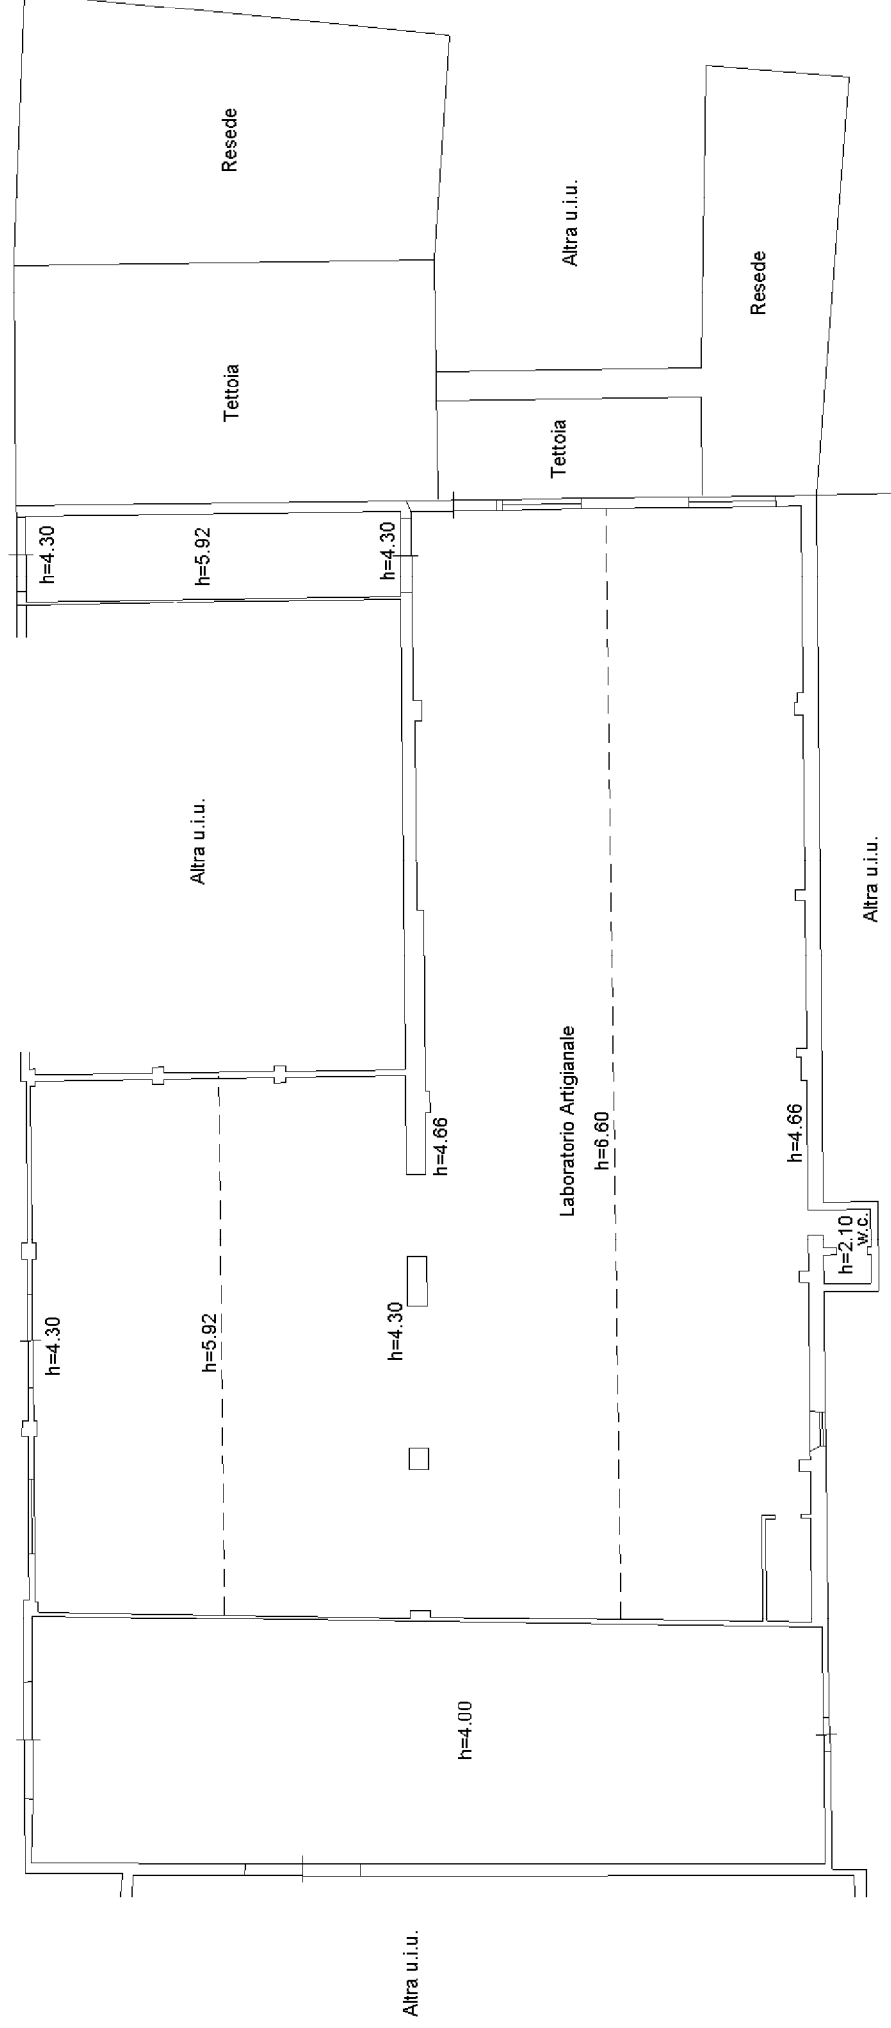 Resede
Altra u.i.u.
Resede
Tettoia
Tettoia
h=4.30
h=5.92
h=4.30
Altra u.i.u.
Altra u.i.u.
Laboratorio Artigianale
h=6.60
h=4.66
h=4.66
h=2.10
w.c.
h=4.30
h=5.92
h=4.30
h=4.00
Altra u.i.u.